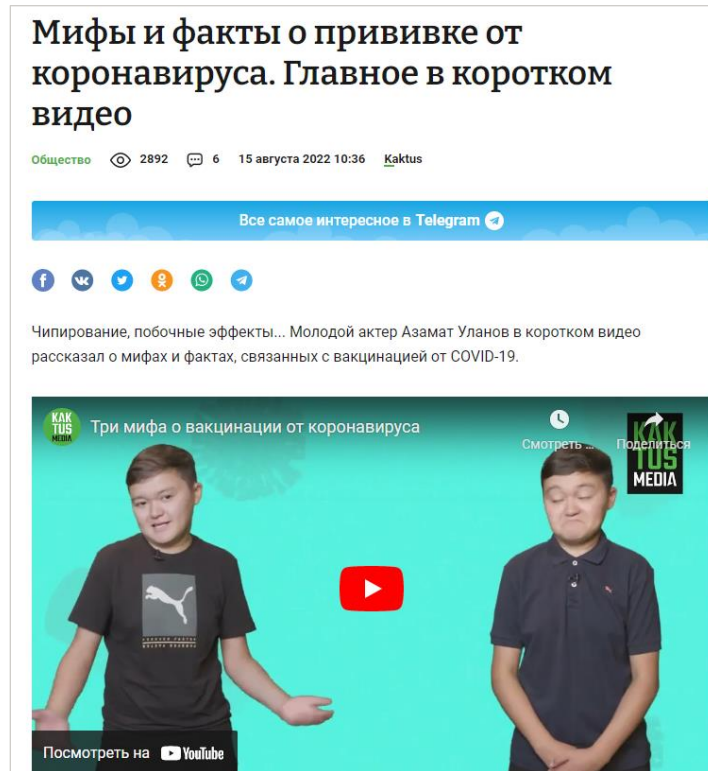 Мифы и факты о прививке от
коронавируса. Главное в коротком
видео
Общество 2892 6 15 августа 2022 10:36 Kaktus
Все самое интересное в Telegram
Чипирование, побочные эффекты... Молодой актер Азамат Уланов в коротком видео
рассказал о мифах и фактах, связанных с вакцинацией от COVID-19.
KAK
TUS
MEDIA
Три мифа о вакцинации от коронавируса
Смотреть ...
Поделиться
KAK
TUS
MEDIA
Посмотреть на YouTube